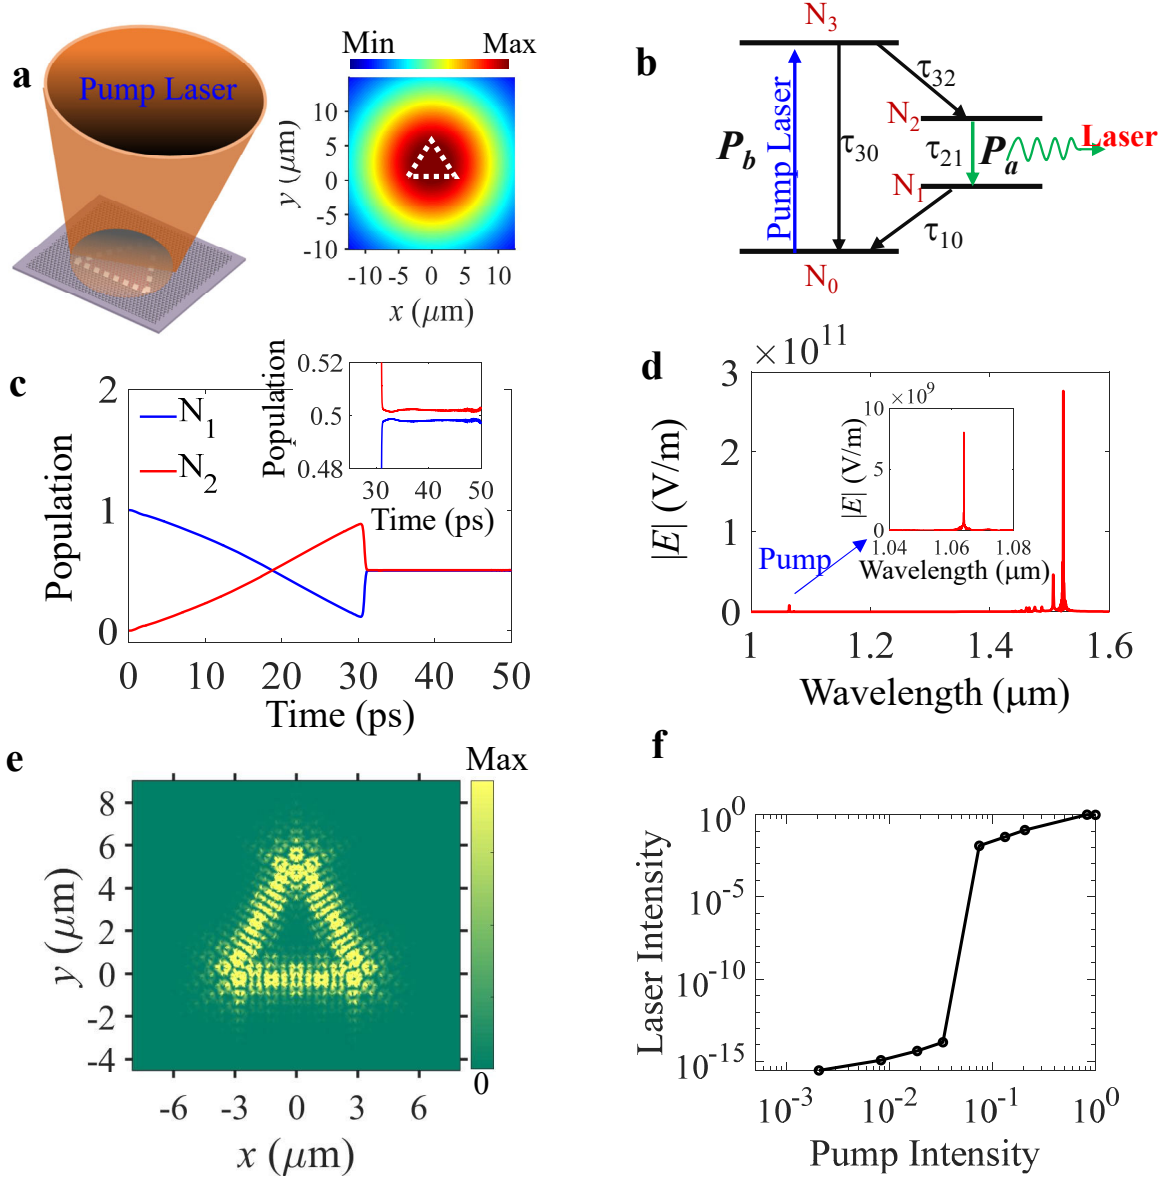 a
Pump Laser
Min Max
y (μm)
10
5
0
-5
-10
-10 -5 0 5 10
x (μm)
b
N3
τ32
N2
Pb
Pump Laser
τ30
τ21
Pa
Laser
N1
τ10
N0
c
Population
2
1
0
N1
N2
0 10 20 30 40 50
Time (ps)
Population
0.52
0.5
0.48
30 40 50
Time (ps)
d
×10^11
|E| (V/m)
3
2
1
0
1 1.2 1.4 1.6
Wavelength (μm)
Pump
×10^9
|E| (V/m)
10
5
0
1.04 1.06 1.08
Wavelength (μm)
e
Max
0
y (μm)
8
6
4
2
0
-2
-4
-6 -3 0 3 6
x (μm)
f
Laser Intensity
10^0
10^-5
10^-10
10^-15
10^-3 10^-2 10^-1 10^0
Pump Intensity